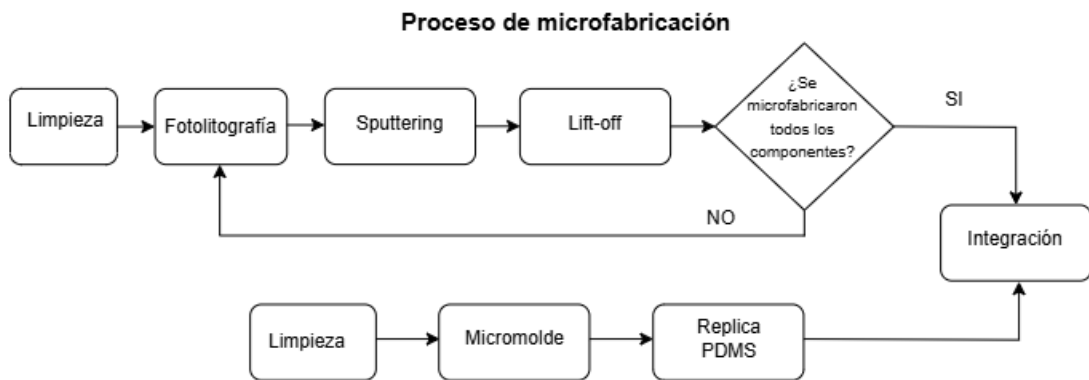 Proceso de microfabricación
Limpieza
Fotolitografía
Sputtering
Lift-off
¿Se
microfabricaron
todos los
componentes?
SI
NO
Integración
Limpieza
Micromolde
Replica
PDMS